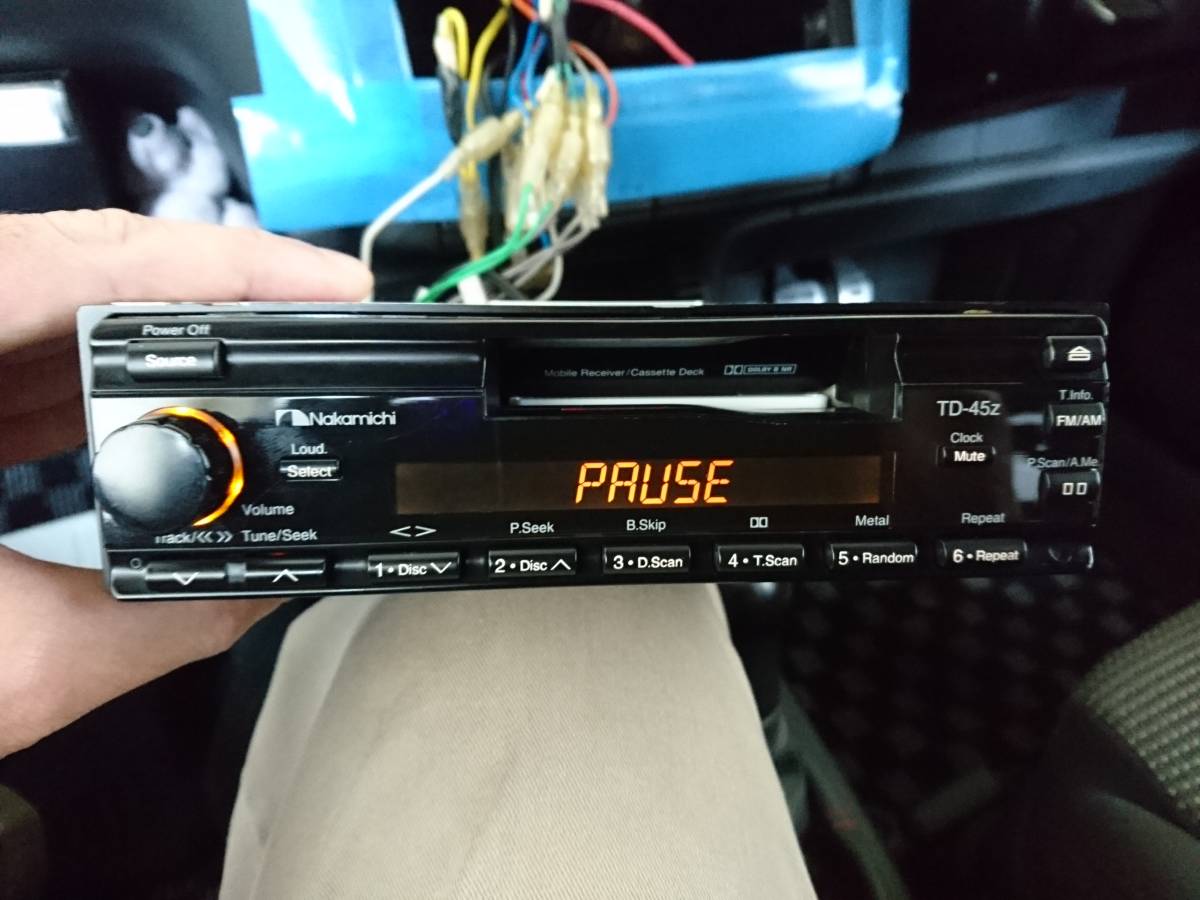 Power Off
Source
Mobile Receiver/Cassette Deck
DOLBY B NR
Nakamichi
TD-45z
T.Info.
FM/AM
Loud.
Select
Clock
Mute
PAUSE
P.Scan/A.Me
Volume
Track/<< >> Tune/Seek
< >
P.Seek
B.Skip
Metal
Repeat
1 • Disc
2 • Disc
3 • D.Scan
4 • T.Scan
5 • Random
6 • Repeat